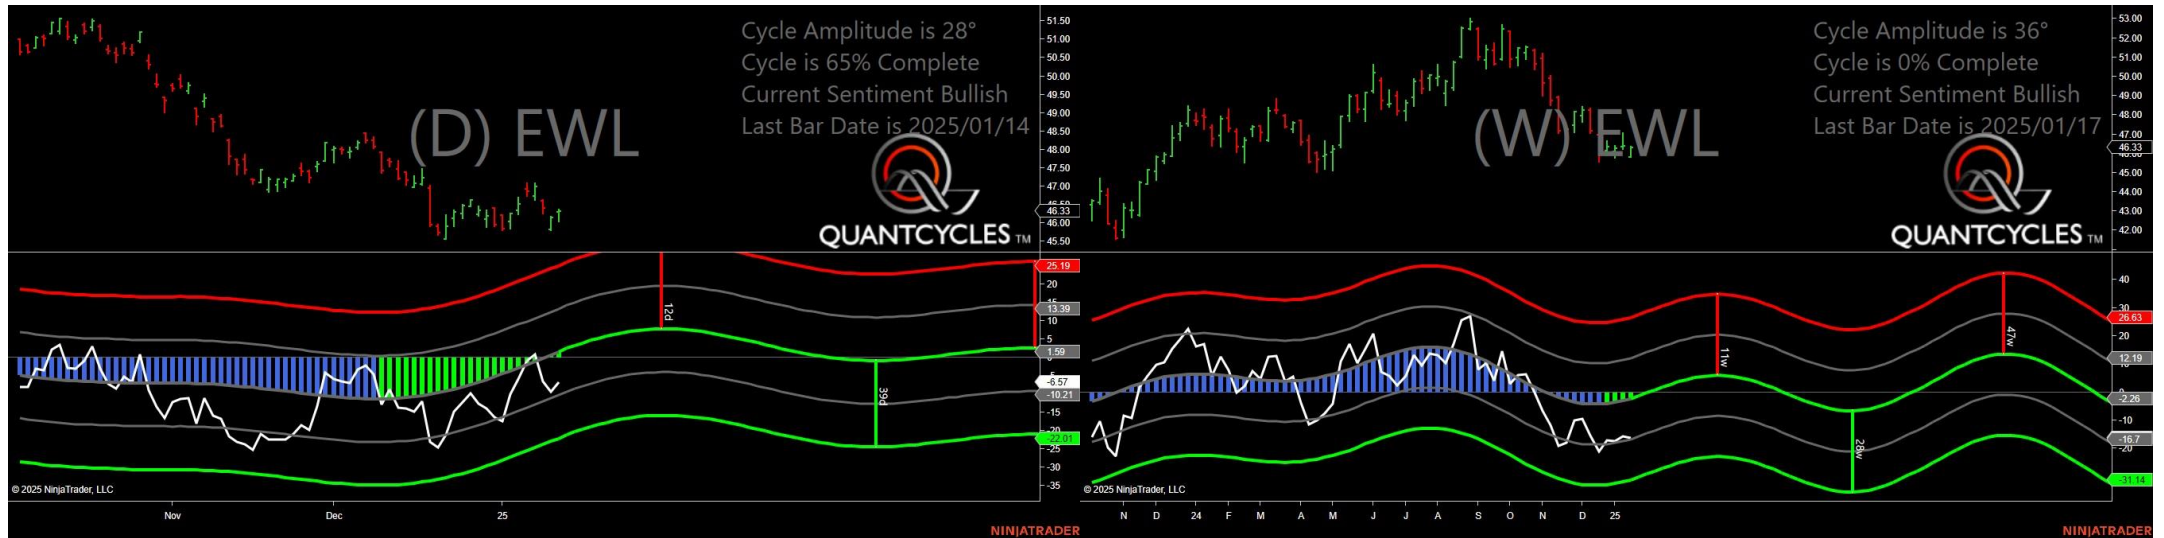 Cycle Amplitude is 28°
Cycle is 65% Complete
Current Sentiment Bullish
Last Bar Date is 2025/01/14
(D) EWL
QUANTCYCLES TM
51.50
51.00
50.50
50.00
49.50
49.00
48.50
48.00
47.50
47.00
46.33
46.00
45.50
25.19
20
13.39
10
5
1.59
-6.57
-10.21
-15
-22.01
-25
-30
-35
12d
39d
© 2025 NinjaTrader, LLC
Nov
Dec
25
NINJATRADER
Cycle Amplitude is 36°
Cycle is 0% Complete
Current Sentiment Bullish
Last Bar Date is 2025/01/17
(W) EWL
QUANTCYCLES TM
53.00
52.00
51.00
50.00
49.00
48.00
47.00
46.33
45.00
44.00
43.00
42.00
40
30
26.63
20
12.19
-2.26
-10
-16.7
-20
-31.14
11w
28w
47w
© 2025 NinjaTrader, LLC
N D 24 F M A M J J A S O N D 25
NINJATRADER